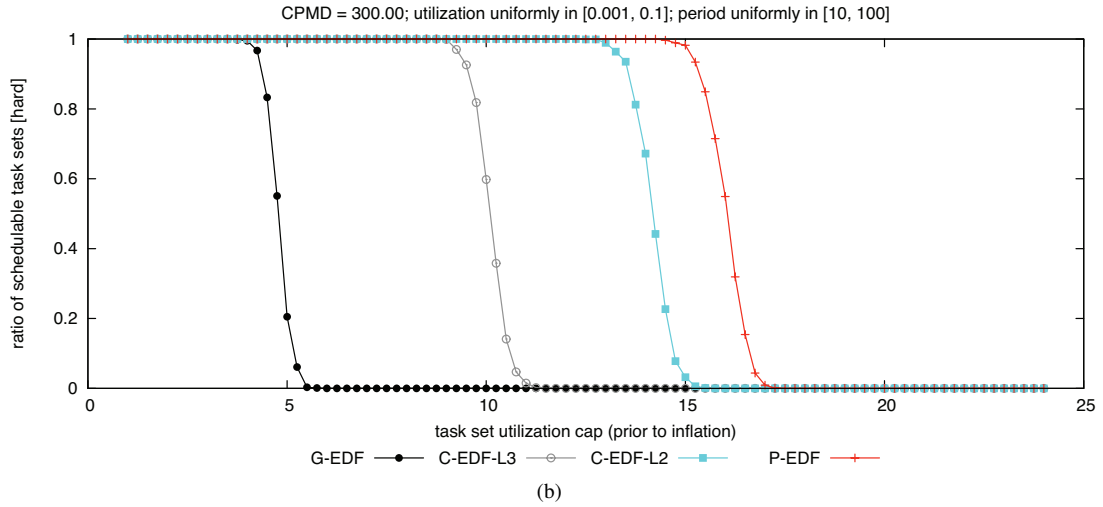 CPMD = 300.00; utilization uniformly in [0.001, 0.1]; period uniformly in [10, 100]
1
0.8
0.6
0.4
0.2
0
ratio of schedulable task sets [hard]
0 5 10 15 20 25
task set utilization cap (prior to inflation)
G-EDF C-EDF-L3 C-EDF-L2 P-EDF
(b)